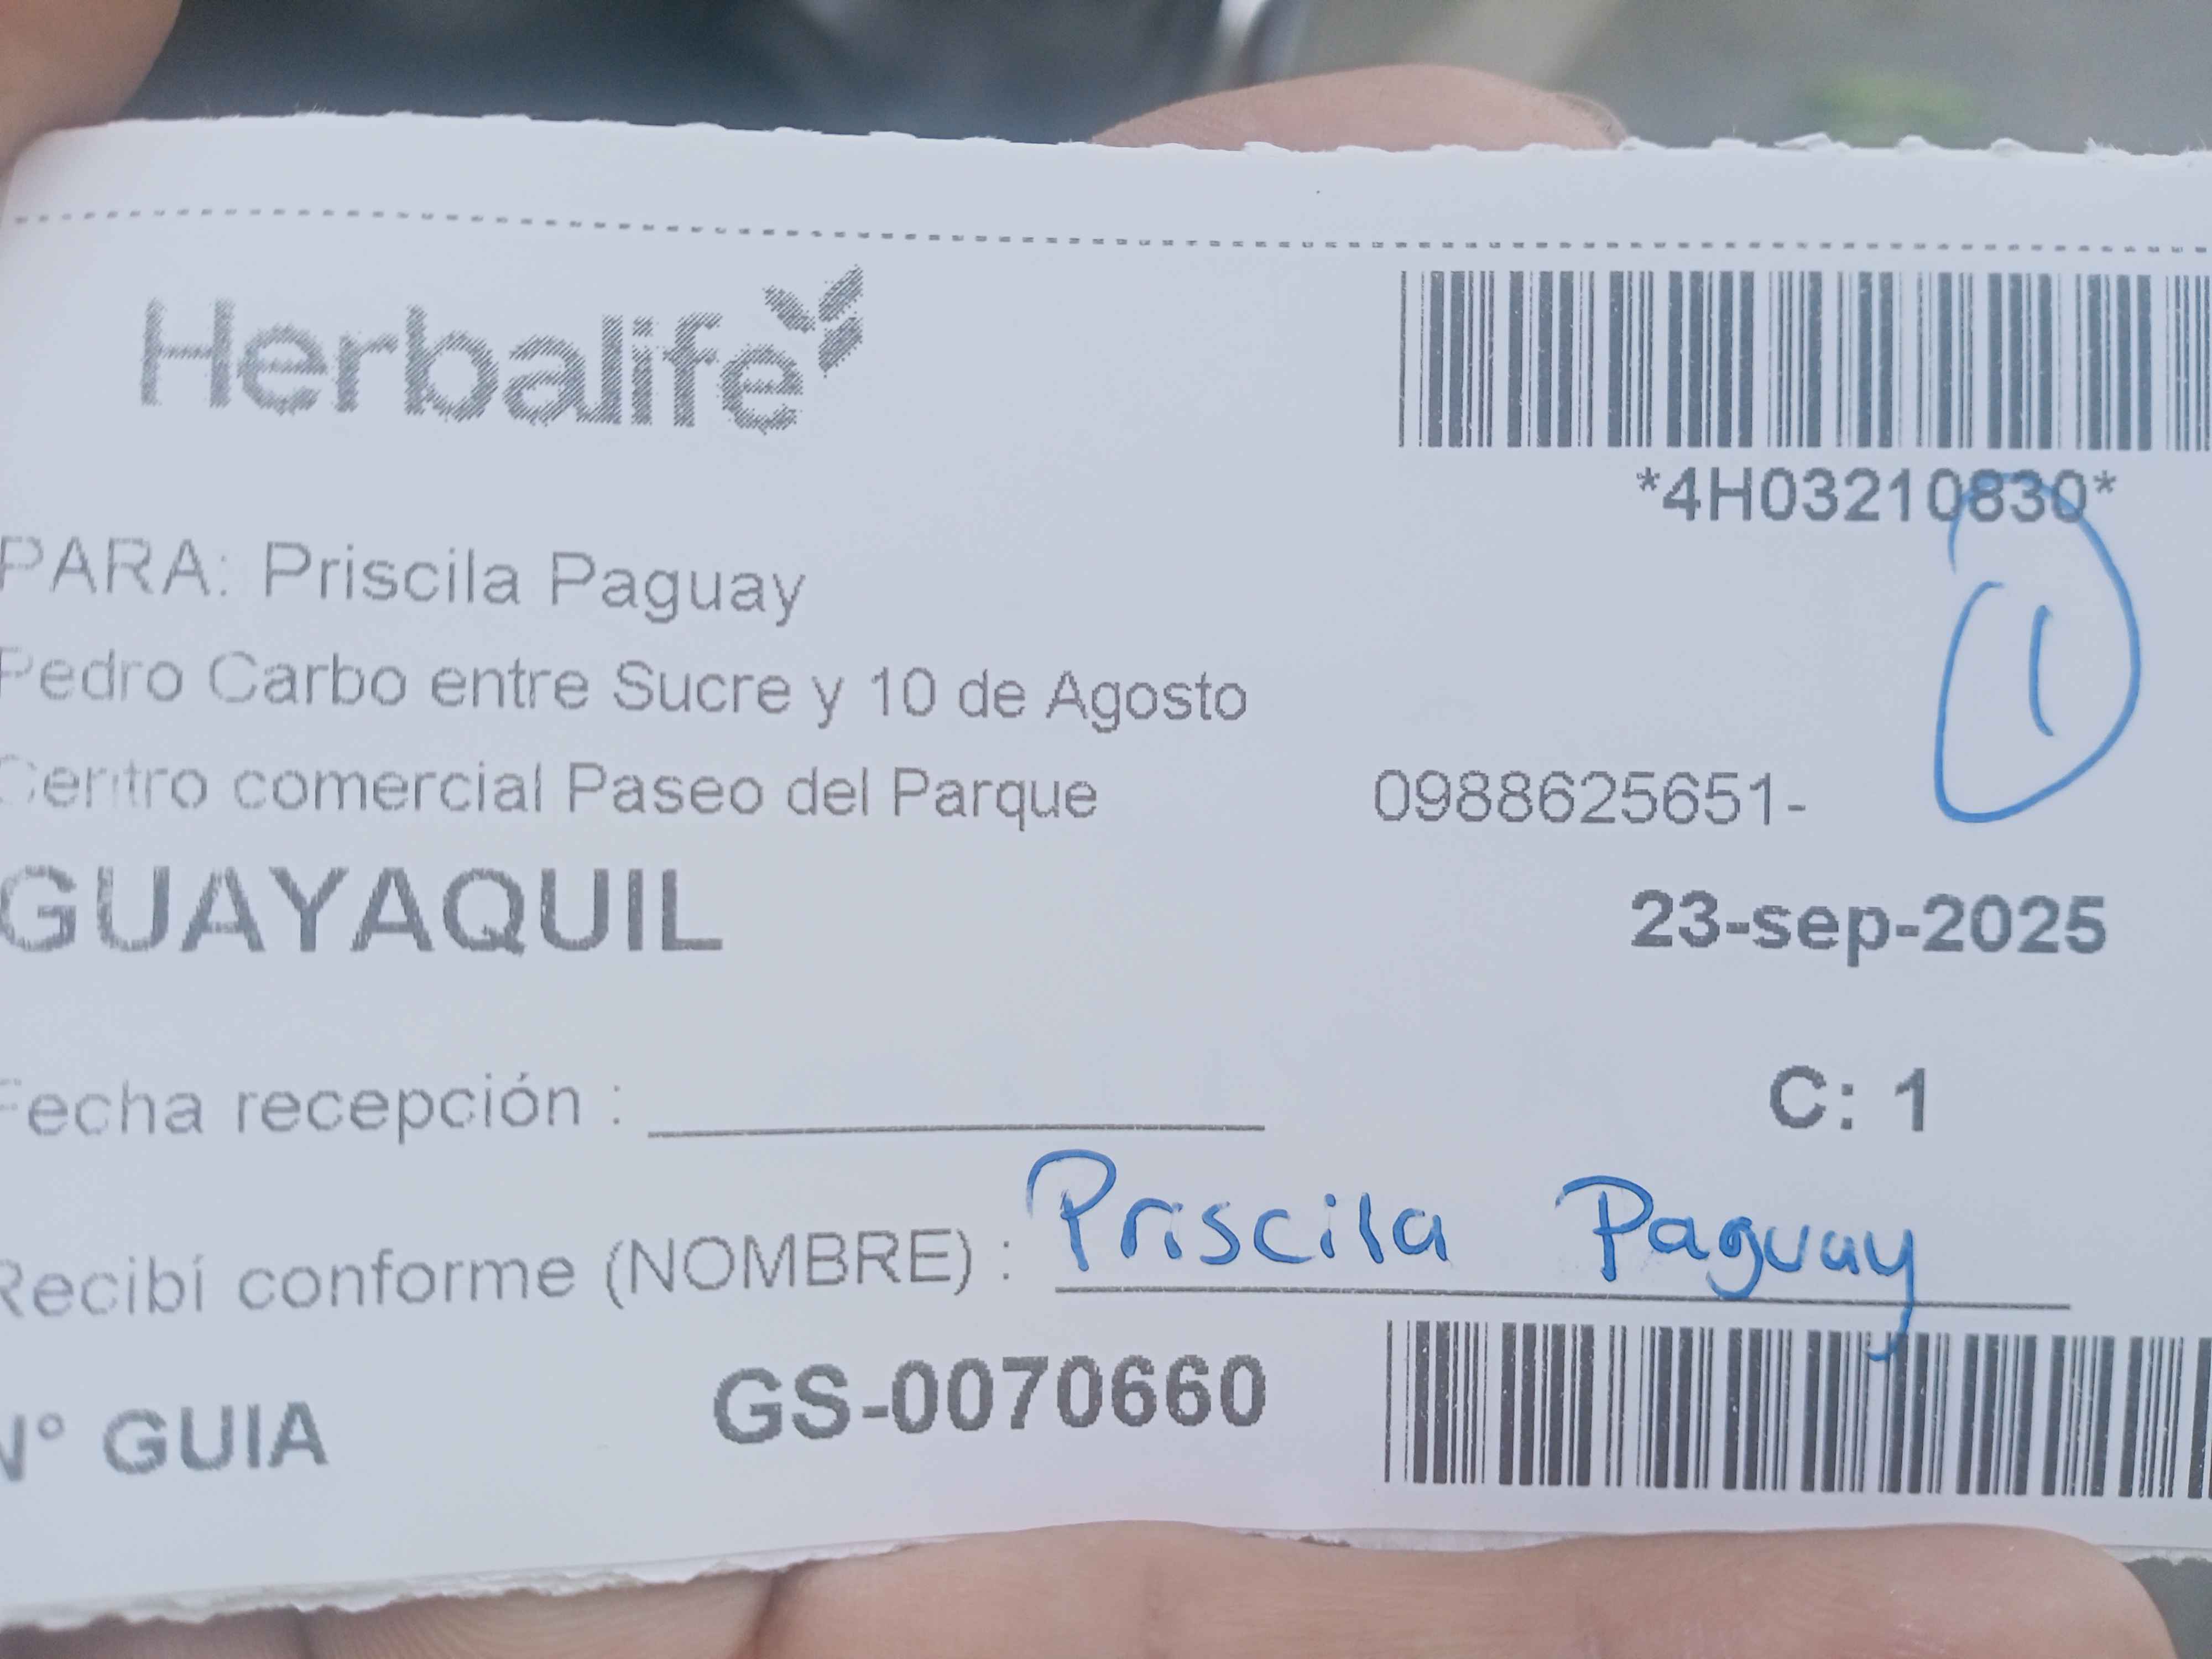 Herbalife
*4H03210830*
1
PARA: Priscila Paguay
Pedro Carbo entre Sucre y 10 de Agosto
Centro comercial Paseo del Parque 0988625651-
GUAYAQUIL 23-sep-2025
Fecha recepción : C: 1
Recibí conforme (NOMBRE) : Priscila Paguay
N° GUIA GS-0070660